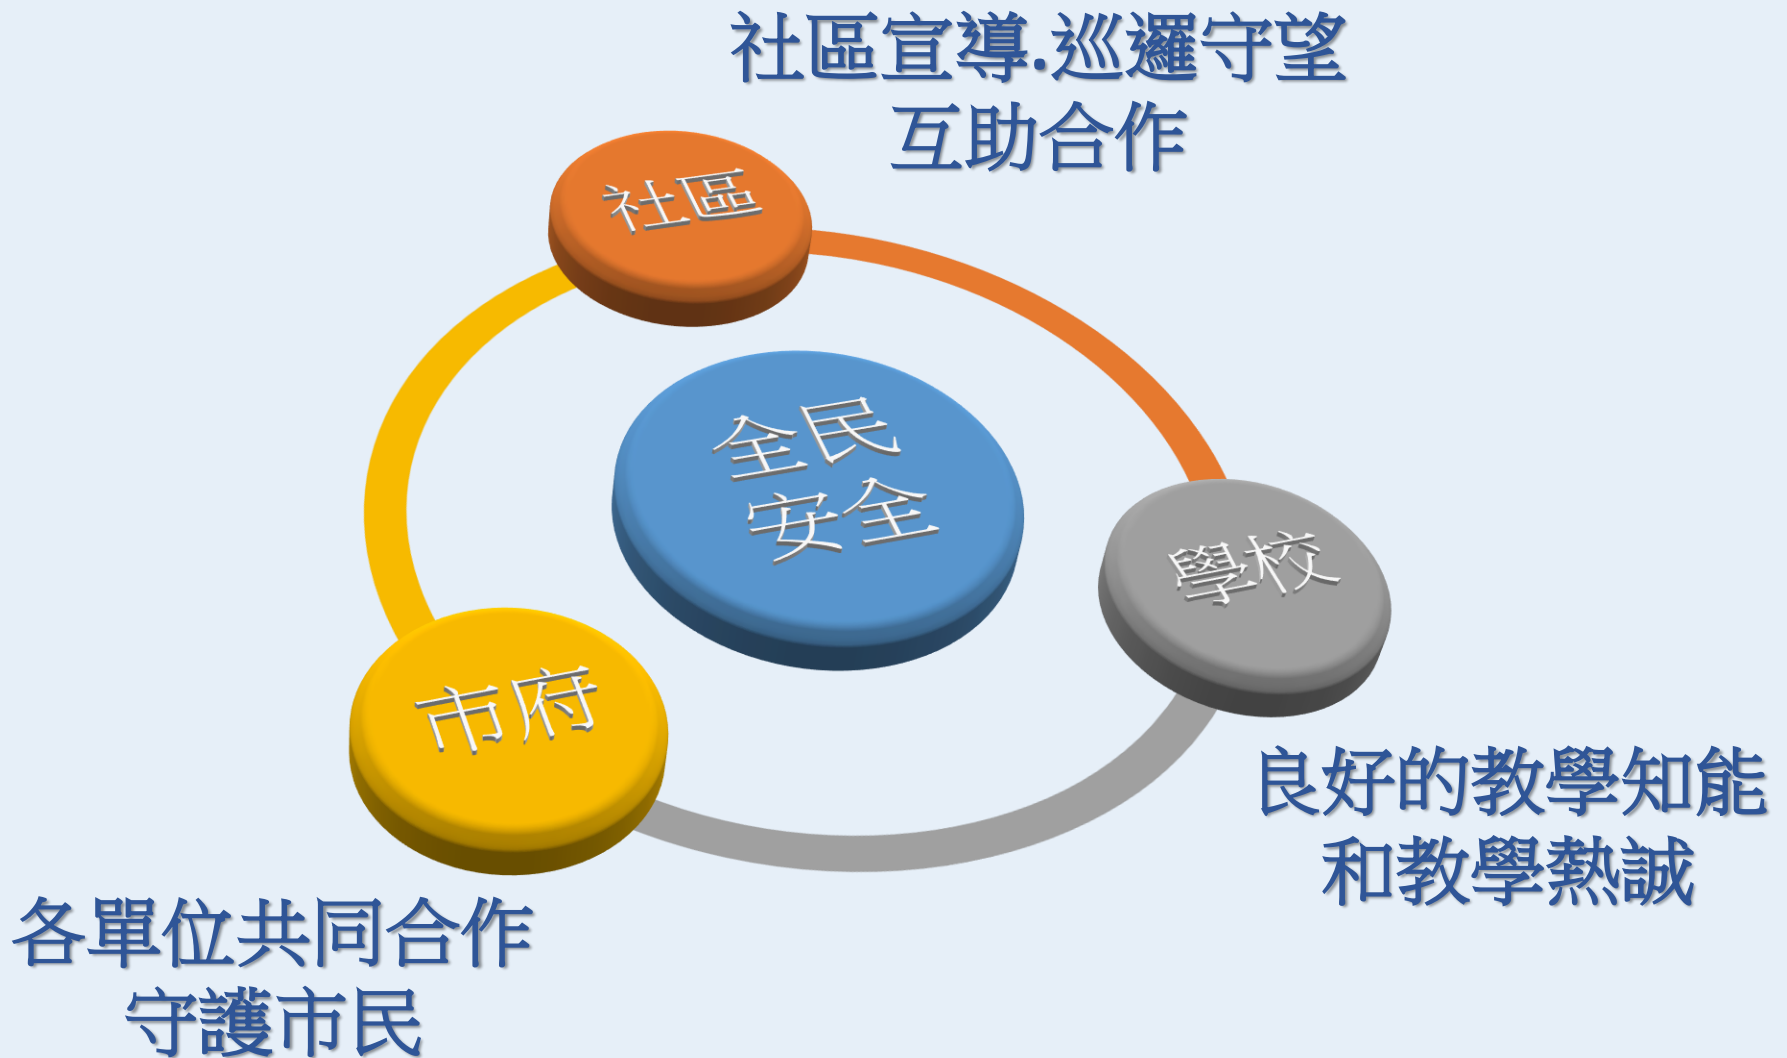 社區宣導.巡邏守望
互助合作
社區
全民
安全
學校
市府
良好的教學知能
和教學熱誠
各單位共同合作
守護市民